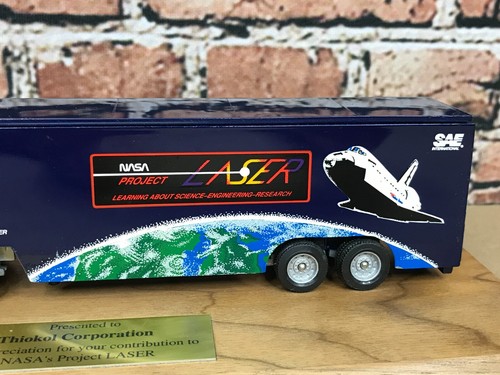 SAE
INTERNATIONAL
NASA
PROJECT LASER
LEARNING ABOUT SCIENCE-ENGINEERING-RESEARCH
Presented to
Thiokol Corporation
for your contribution to
NASA's Project LASER